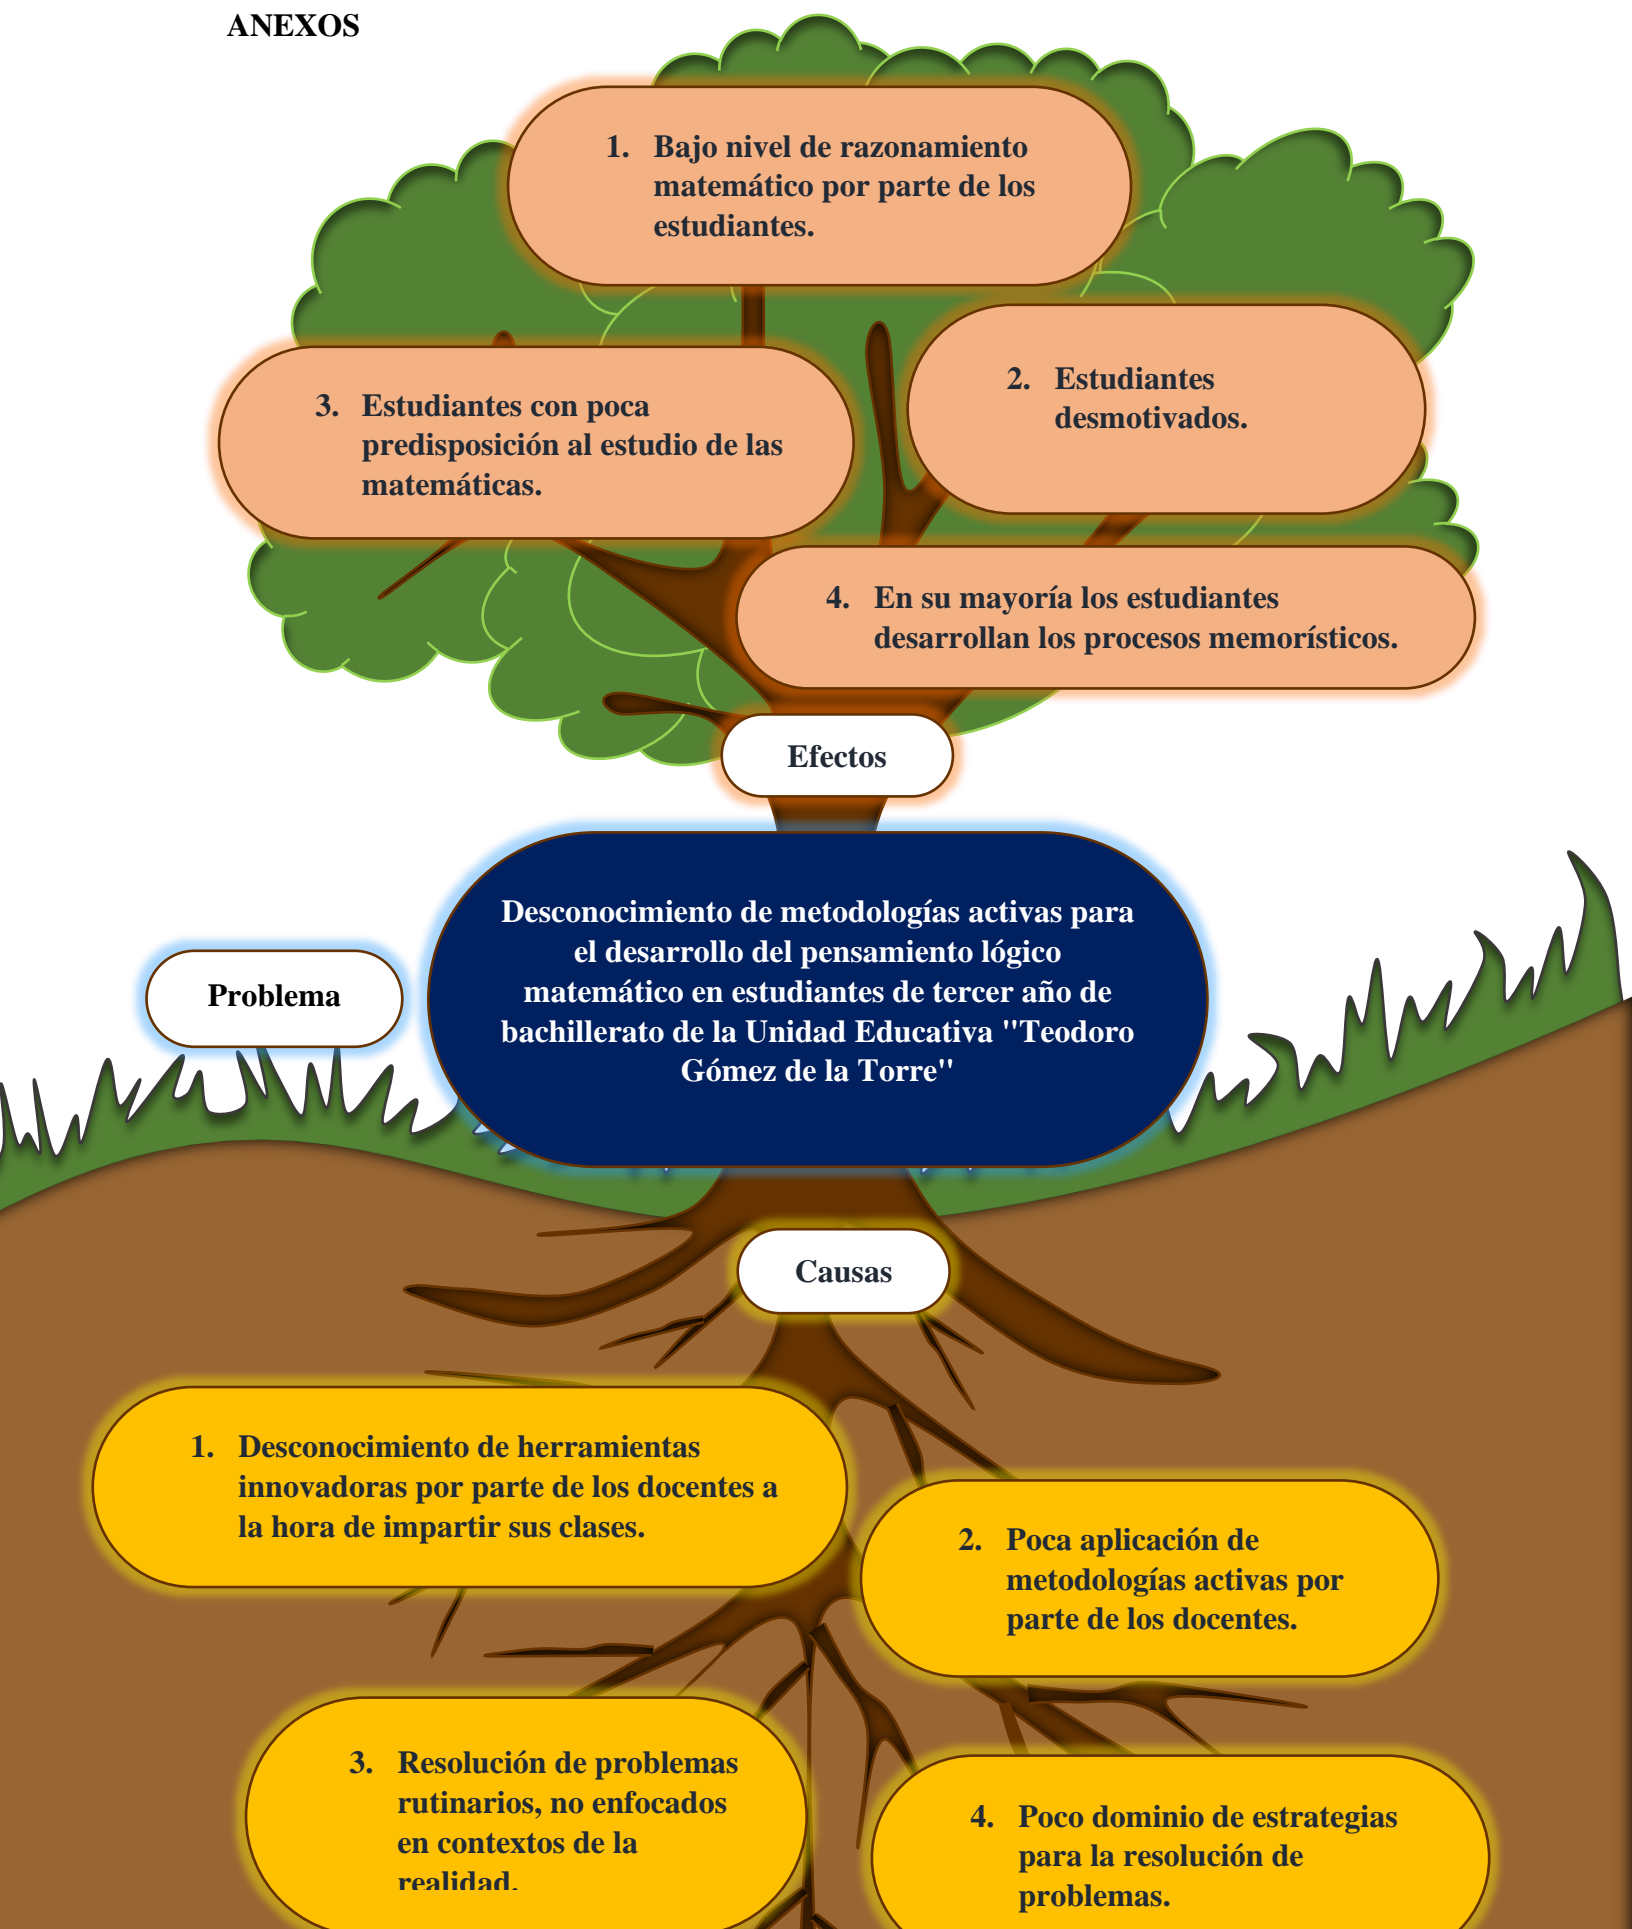 ANEXOS
1. Bajo nivel de razonamiento
matemático por parte de los
estudiantes.
2. Estudiantes
desmotivados.
3. Estudiantes con poca
predisposición al estudio de las
matemáticas.
4. En su mayoría los estudiantes
desarrollan los procesos memorísticos.
Efectos
Desconocimiento de metodologías activas para
el desarrollo del pensamiento lógico
matemático en estudiantes de tercer año de
bachillerato de la Unidad Educativa "Teodoro
Gómez de la Torre"
Problema
Causas
1. Desconocimiento de herramientas
innovadoras por parte de los docentes a
la hora de impartir sus clases.
2. Poca aplicación de
metodologías activas por
parte de los docentes.
3. Resolución de problemas
rutinarios, no enfocados
en contextos de la
realidad.
4. Poco dominio de estrategias
para la resolución de
problemas.